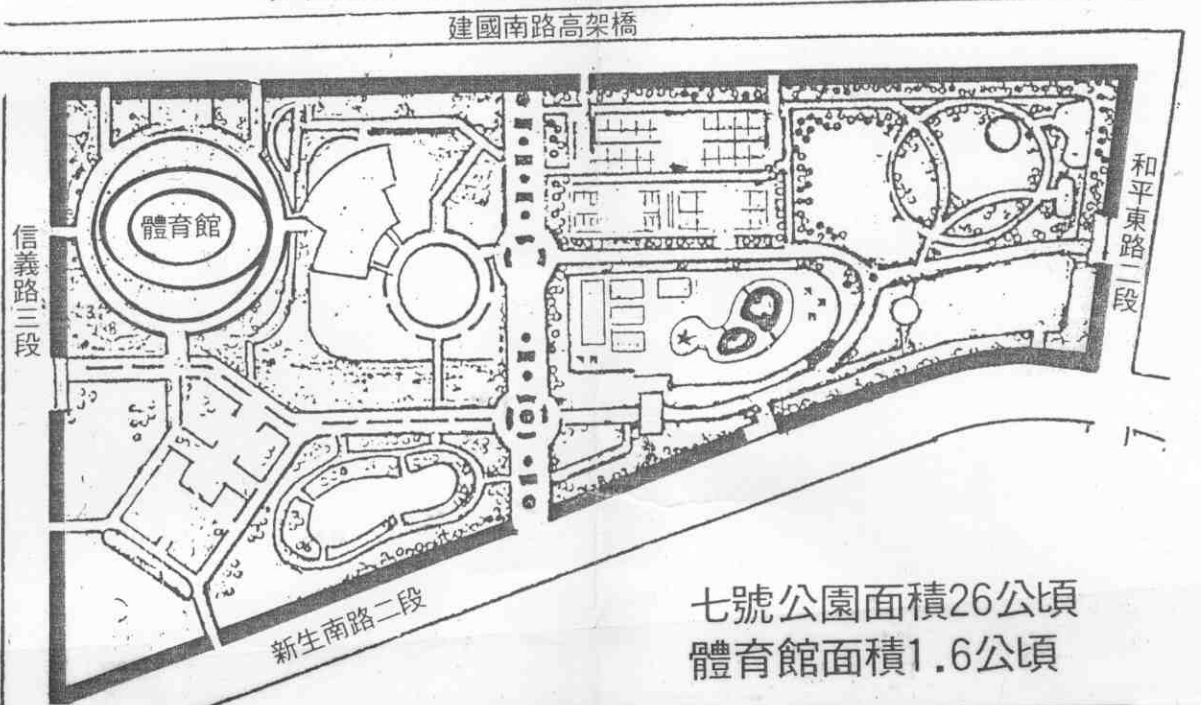 建國南路高架橋
信義路三段
體育館
和平東路二段
新生南路二段
七號公園面積26公頃
體育館面積1.6公頃